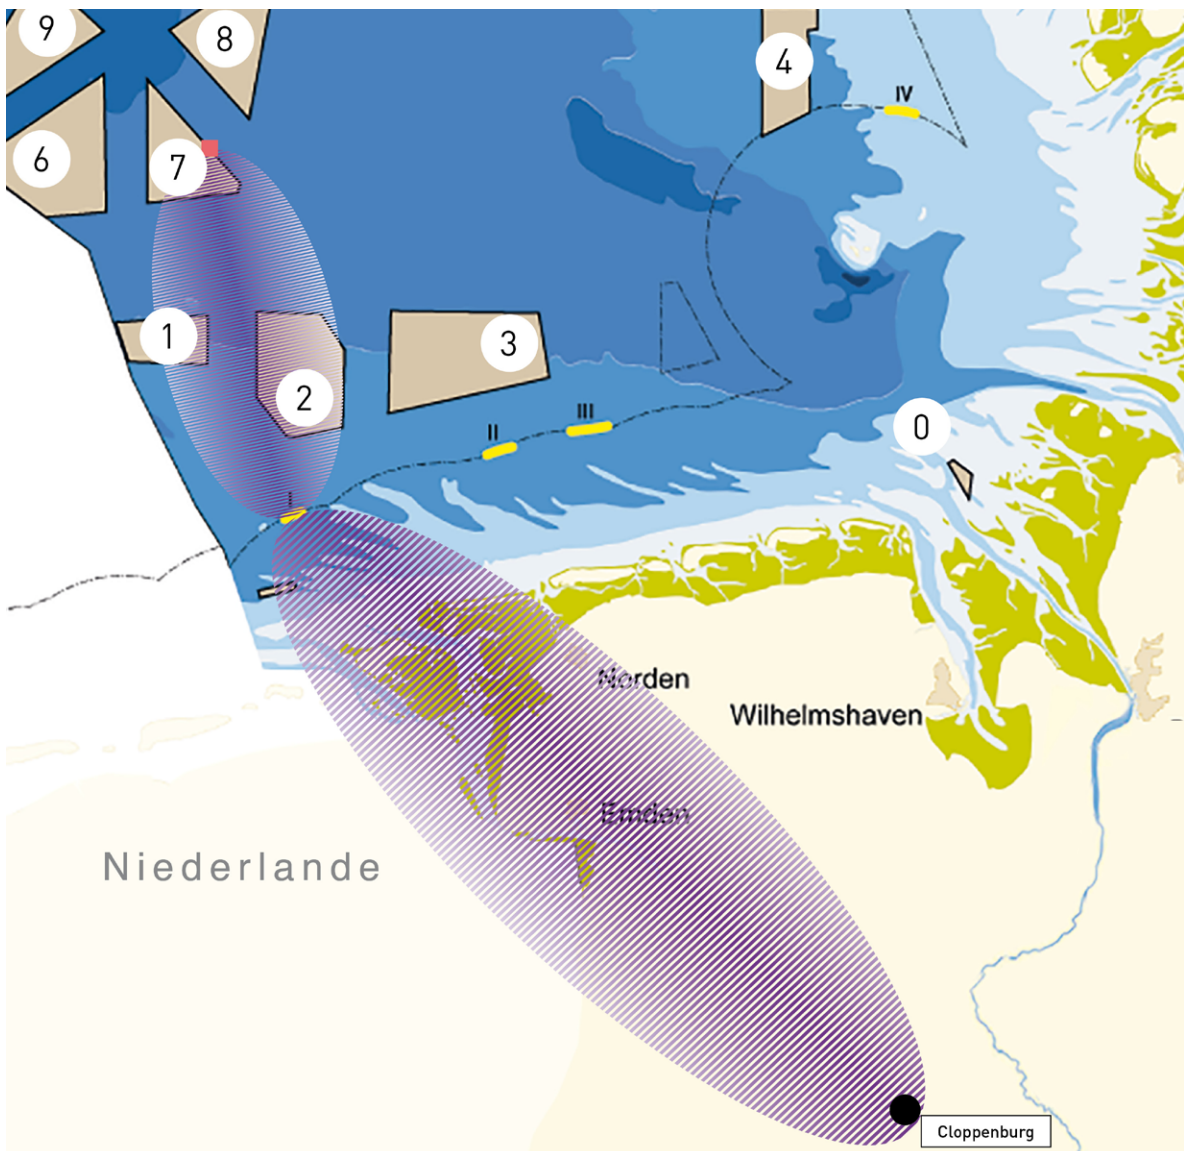 9
8
4
IV
6
7
1
2
3
III
II
0
I
Norden
Wilhelmshaven
Emden
Niederlande
Cloppenburg